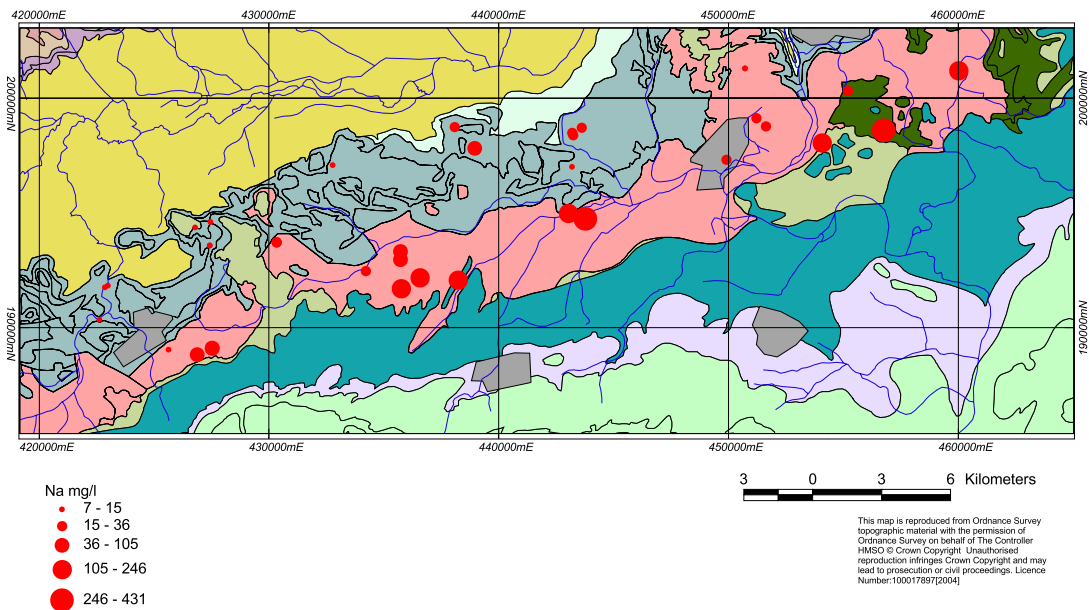 420000mE 430000mE 440000mE 450000mE 460000mE
200000mN 200000mN
190000mN 190000mN
420000mE 430000mE 440000mE 450000mE 460000mE
3 0 3 6 Kilometers
Na mg/l
7 - 15
15 - 36
36 - 105
105 - 246
246 - 431
This map is reproduced from Ordnance Survey
topographic material with the permission of
Ordnance Survey on behalf of The Controller
HMSO © Crown Copyright Unauthorised
reproduction infringes Crown Copyright and may
lead to prosecution or civil proceedings. Licence
Number:100017897[2004]